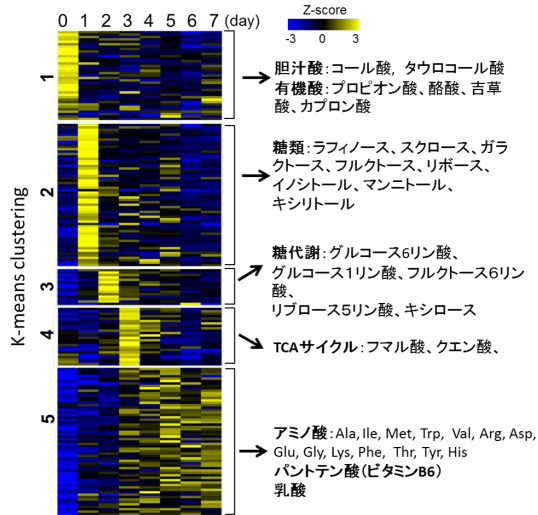 0 1 2 3 4 5 6 7 (day)
Z-score
-3 0 3
K-means clustering
1
胆汁酸：コール酸, タウロコール酸
有機酸：プロピオン酸、酪酸、吉草
酸、カプロン酸
2
糖類：ラフィノース、スクロース、ガラ
クトース、フルクトース、リボース、
イノシトール、マンニトール、
キシリトール
3
糖代謝：グルコース6リン酸、
グルコース1リン酸、フルクトース6リン
酸、
リブロース5リン酸、キシロース
4
TCAサイクル：フマル酸、クエン酸、
5
アミノ酸：Ala, Ile, Met, Trp, Val, Arg, Asp,
Glu, Gly, Lys, Phe, Thr, Tyr, His
パントテン酸（ビタミンB6）
乳酸